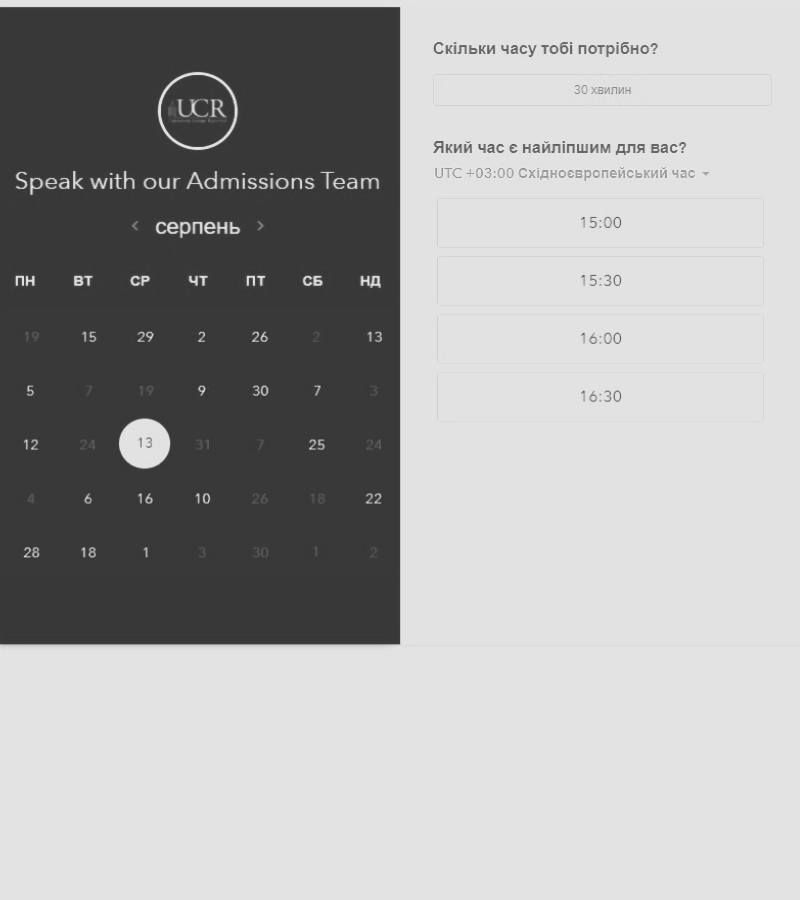 UCR
Speak with our Admissions Team
< серпень >
ПН ВТ СР ЧТ ПТ СБ НД
19 15 29 2 26 2 13
5 7 19 9 30 7 3
12 24 13 31 7 25 24
4 6 16 10 26 18 22
28 18 1 3 30 1 2
Скільки часу тобі потрібно?
30 хвилин
Який час є найліпшим для вас?
UTC +03:00 Східноєвропейський час
15:00
15:30
16:00
16:30